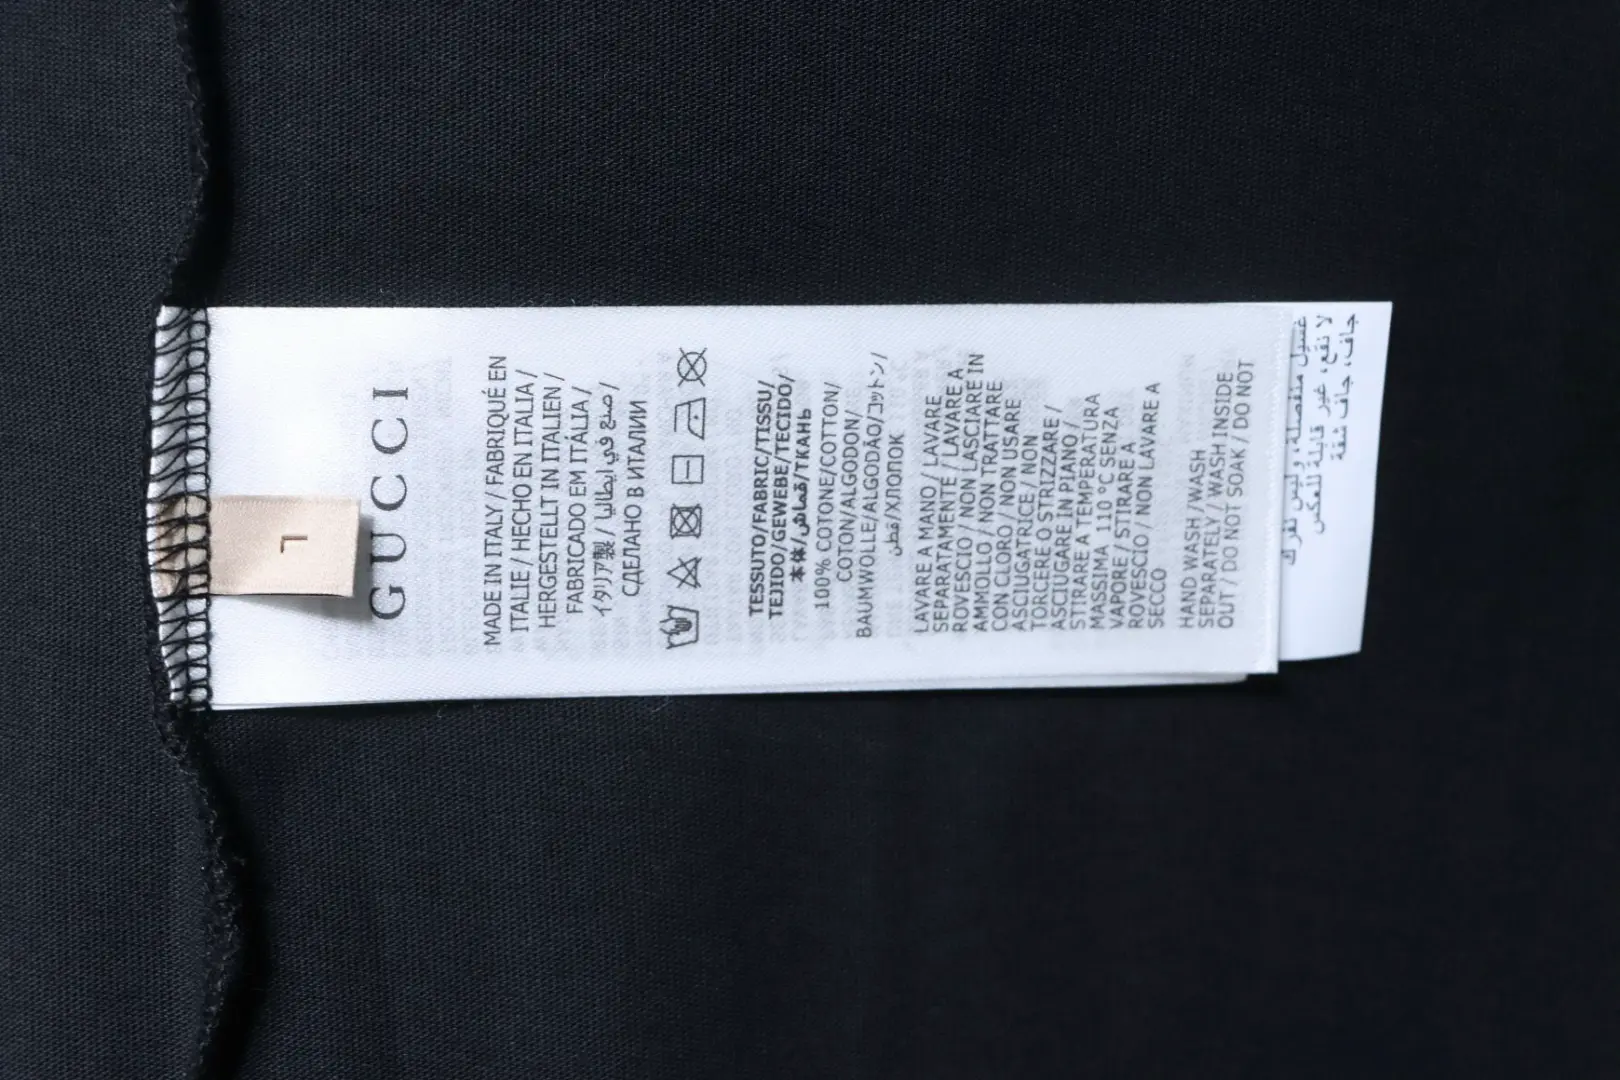 L
GUCCI
MADE IN ITALY / FABRIQUÉ EN
ITALIE / HECHO EN ITALIA /
HERGESTELLT IN ITALIEN /
FABRICADO EM ITÁLIA /
イタリア製 / صنع في إيطاليا /
СДЕЛАНО В ИТАЛИИ
TESSUTO/FABRIC/TISSU/
TEJIDO/GEWEBE/TECIDO/
本体/قماش/ТКАНЬ
100% COTONE/COTTON/
COTON/ALGODON/
BAUMWOLLE/ALGODÃO/コットン/
قطن/ХЛОПОК
LAVARE A MANO / LAVARE
SEPARATAMENTE / LAVARE A
ROVESCIO / NON LASCIARE IN
AMMOLLO / NON TRATTARE
CON CLORO / NON USARE
ASCIUGATRICE / NON
TORCERE O STRIZZARE /
ASCIUGARE IN PIANO /
STIRARE A TEMPERATURA
MASSIMA 110 °C SENZA
VAPORE / STIRARE A
ROVESCIO / NON LAVARE A
SECCO
HAND WASH / WASH
SEPARATELY / WASH INSIDE
OUT / DO NOT SOAK / DO NOT